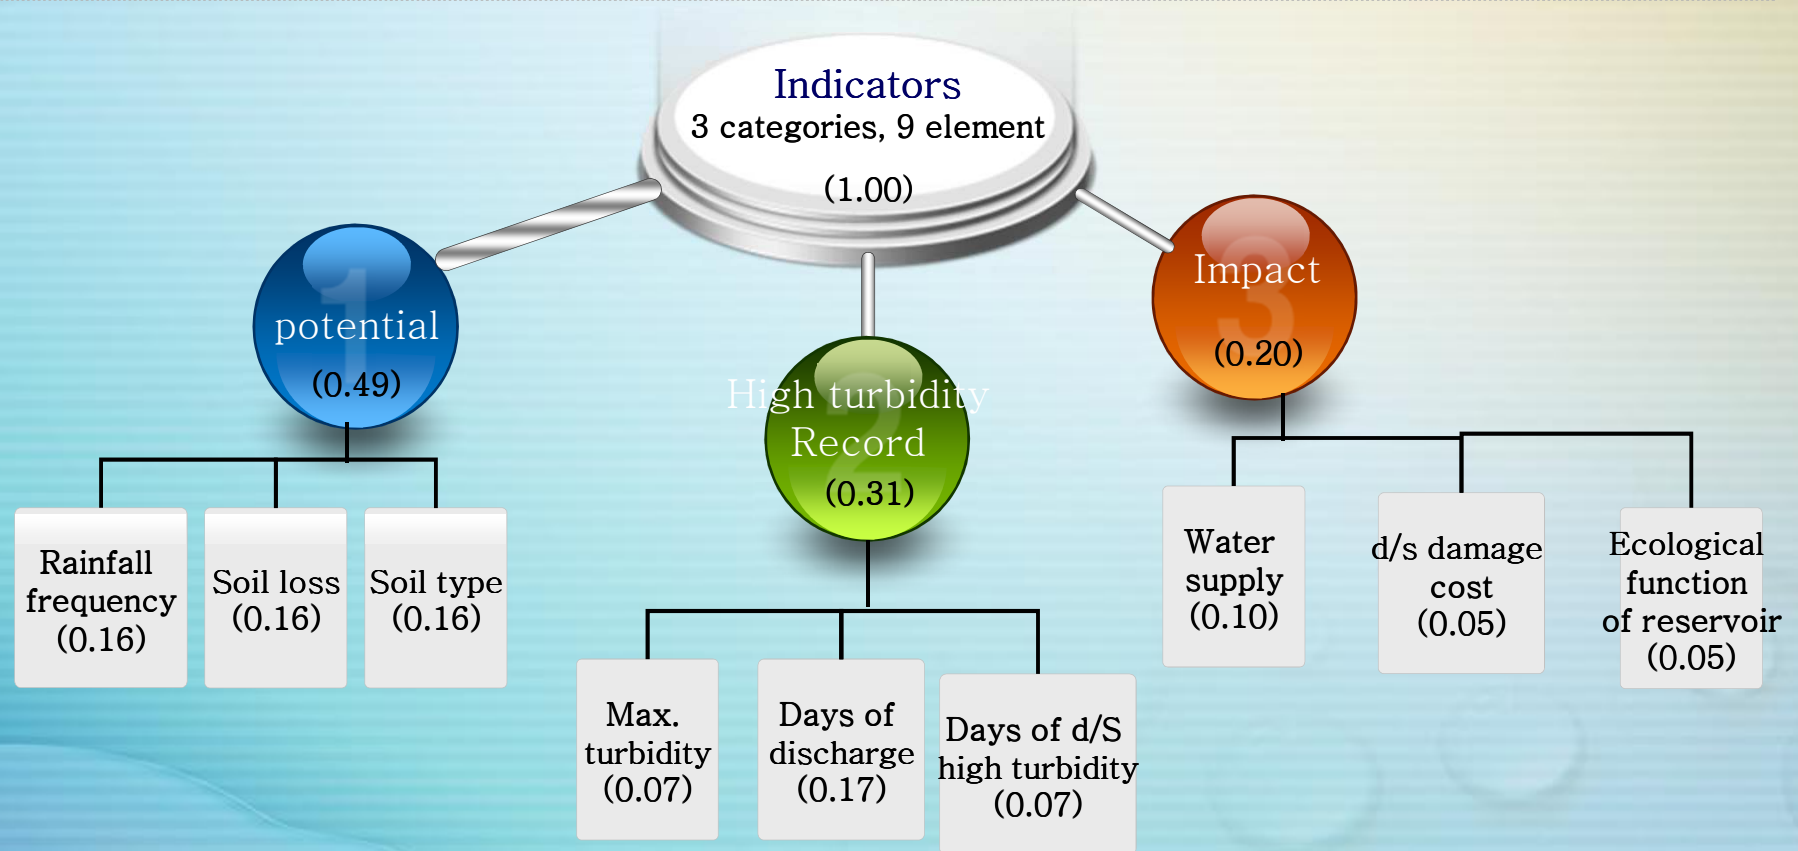 Indicators
3 categories, 9 element
(1.00)
1
potential
(0.49)
Rainfall
frequency
(0.16)
Soil loss
(0.16)
Soil type
(0.16)
2
High turbidity
Record
(0.31)
Max.
turbidity
(0.07)
Days of
discharge
(0.17)
Days of d/S
high turbidity
(0.07)
3
Impact
(0.20)
Water
supply
(0.10)
d/s damage
cost
(0.05)
Ecological
function
of reservoir
(0.05)